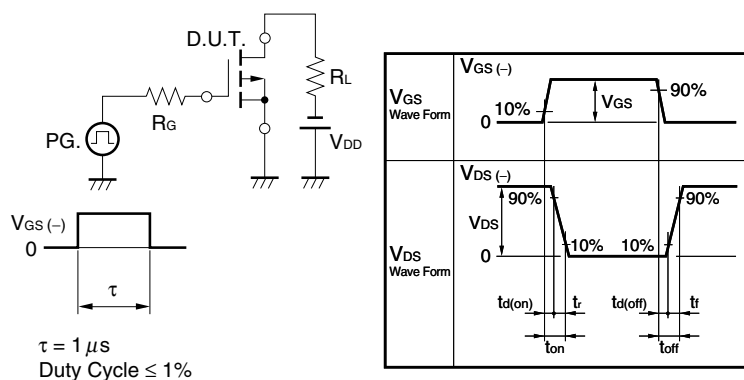 D.U.T.
RG
RL
PG.
VDD
VGS (−)
0
τ
τ = 1 μs
Duty Cycle ≤ 1%
VGS
Wave Form
VGS (−)
10%
VGS
90%
0
VDS
Wave Form
VDS (−)
90%
VDS
10%
10%
90%
0
td(on)
tr
td(off)
tf
ton
toff